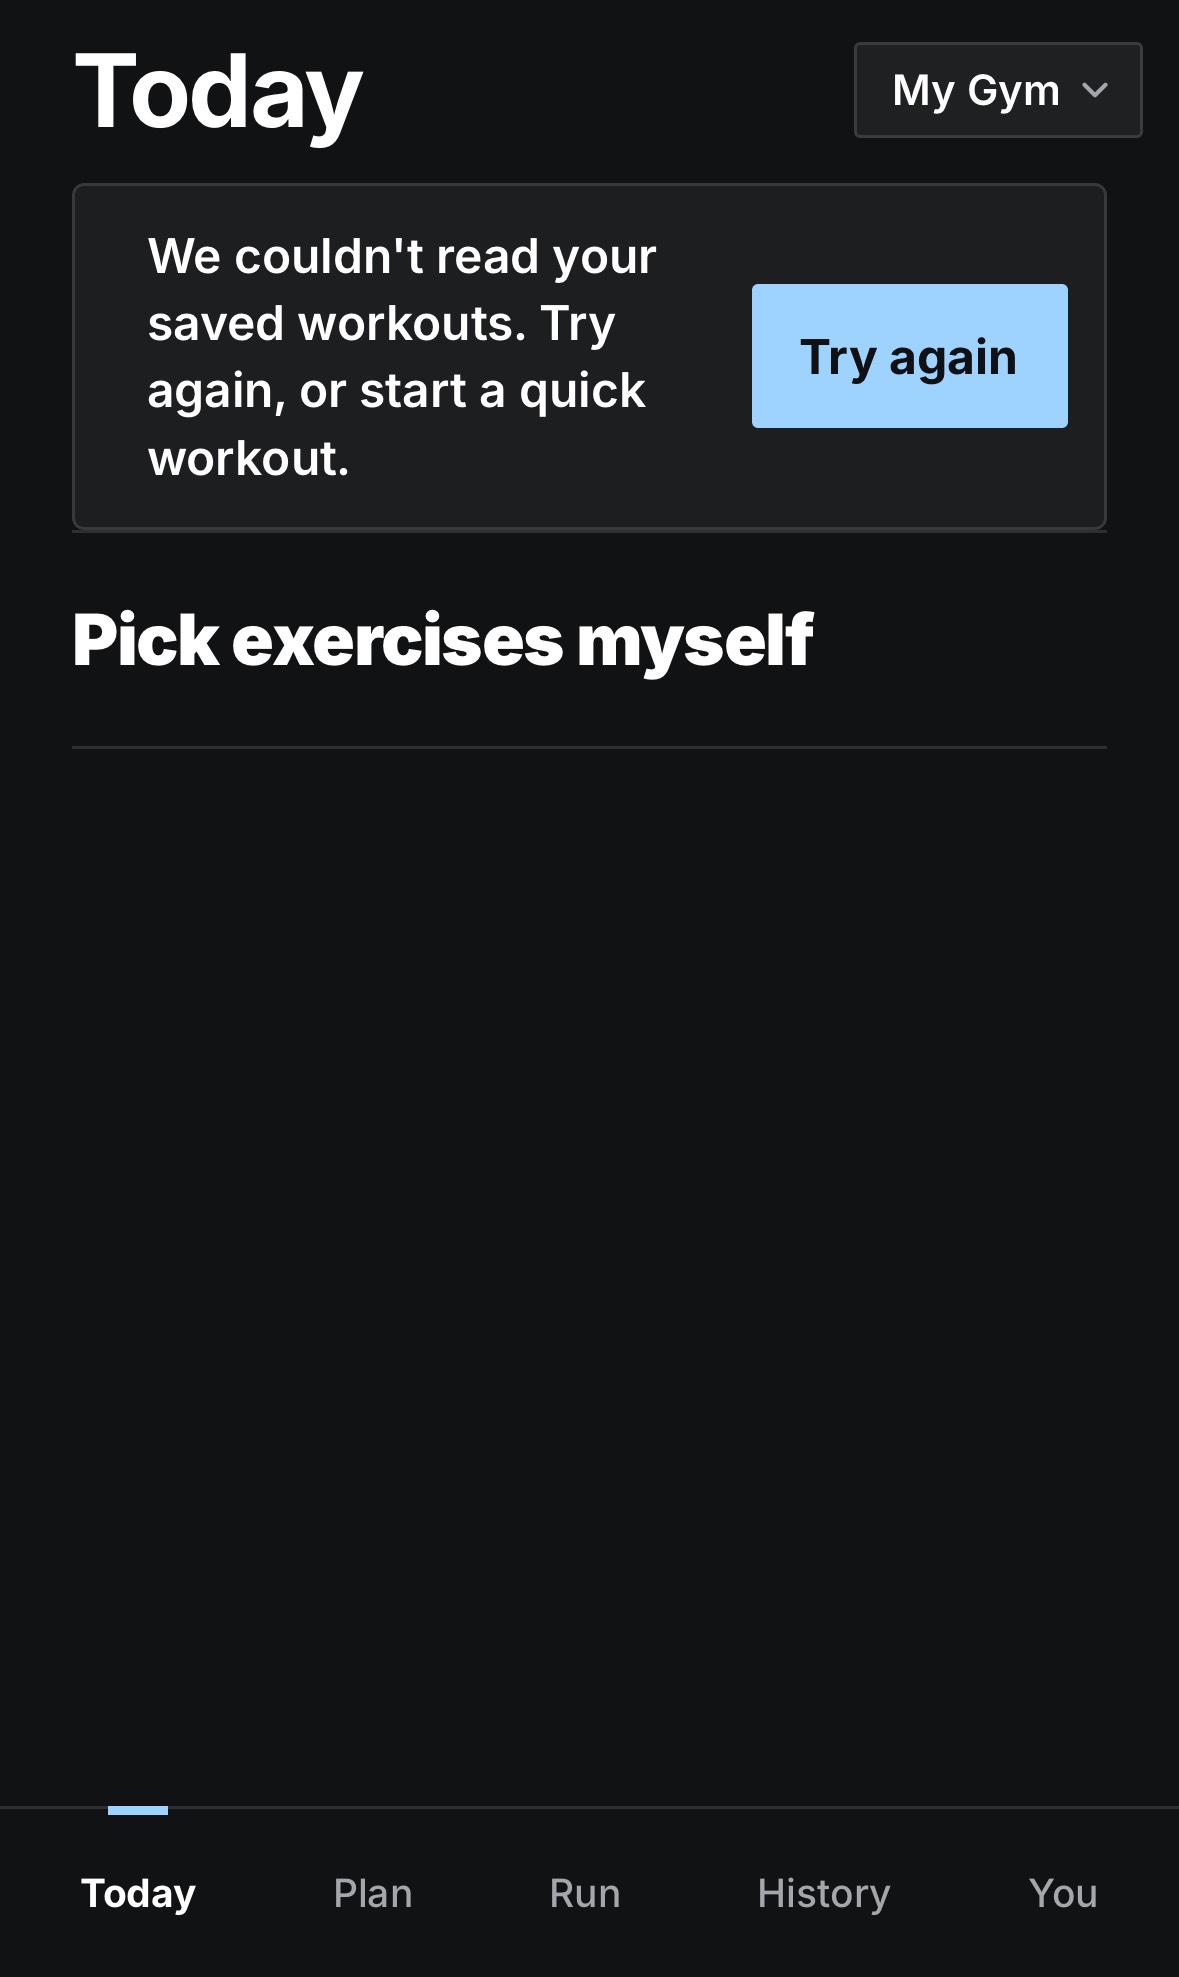 Today
My Gym
We couldn't read your
saved workouts. Try
again, or start a quick
workout.
Try again
Pick exercises myself
Today
Plan
Run
History
You